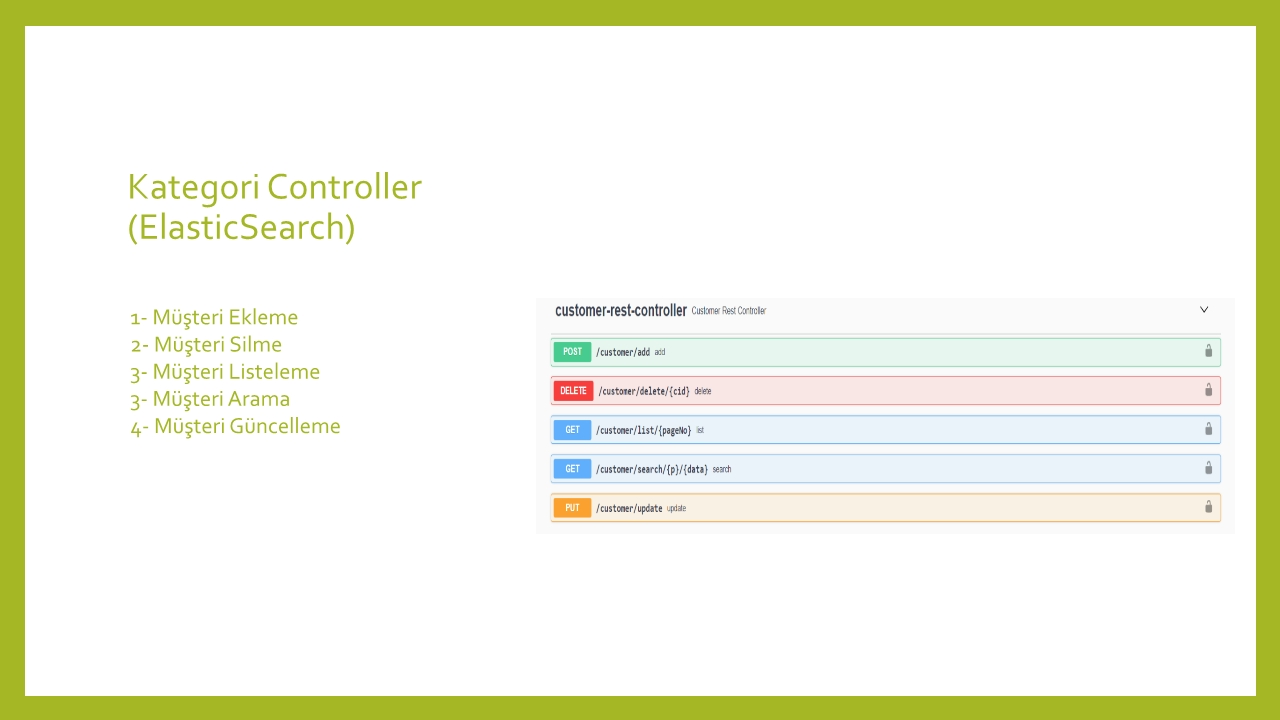 Kategori Controller
(ElasticSearch)
1- Müşteri Ekleme
2- Müşteri Silme
3- Müşteri Listeleme
3- Müşteri Arama
4- Müşteri Güncelleme
customer-rest-controller Customer Rest Controller
POST /customer/add add
DELETE /customer/delete/{cid} delete
GET /customer/list/{pageNo} list
GET /customer/search/{p}/{data} search
PUT /customer/update update